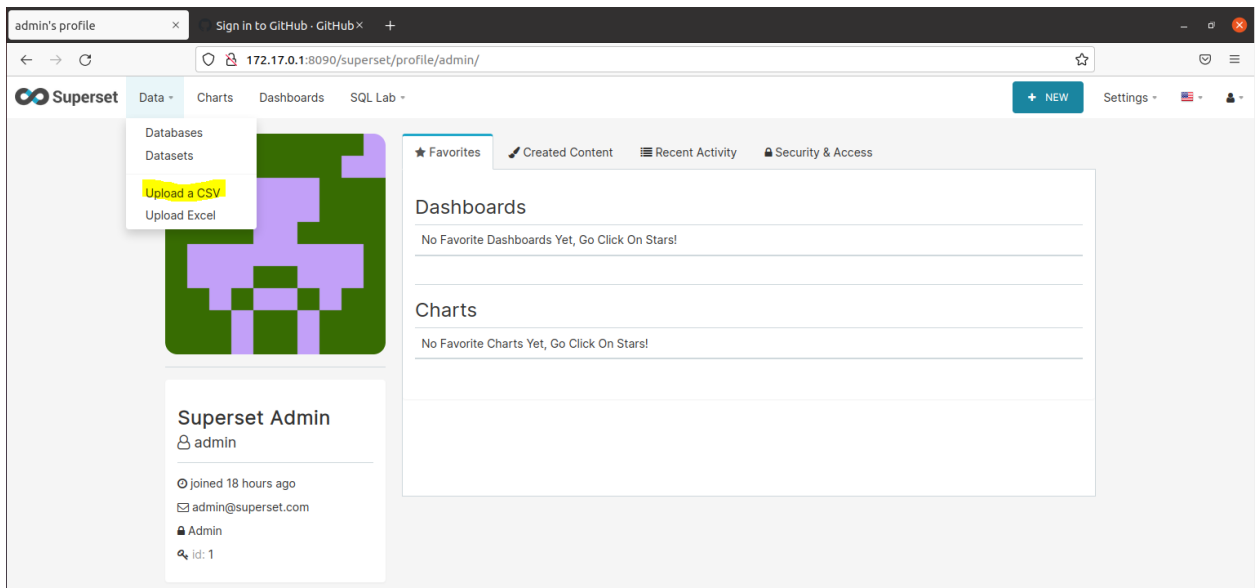 admin's profile × Sign in to GitHub · GitHub × +
172.17.0.1:8090/superset/profile/admin/
Superset Data Charts Dashboards SQL Lab + NEW Settings
Databases
Datasets
Upload a CSV
Upload Excel
Favorites Created Content Recent Activity Security & Access
Dashboards
No Favorite Dashboards Yet, Go Click On Stars!
Charts
No Favorite Charts Yet, Go Click On Stars!
Superset Admin
admin
joined 18 hours ago
admin@superset.com
Admin
id: 1